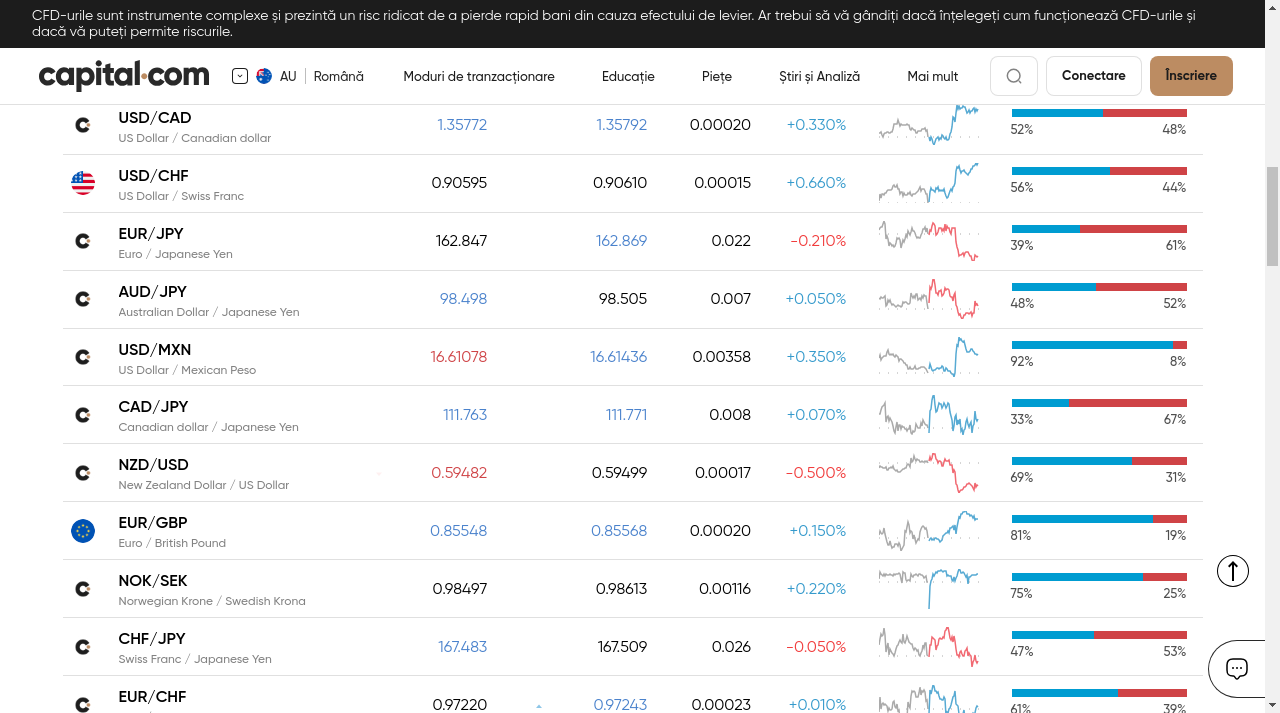 CFD-urile sunt instrumente complexe și prezintă un risc ridicat de a pierde rapid bani din cauza efectului de levier. Ar trebui să vă gândiți dacă înțelegeți cum funcționează CFD-urile și
dacă vă puteți permite riscurile.
capital.com AU Română Moduri de tranzacționare Educație Piețe Știri și Analiză Mai mult Conectare Înscriere
USD/CAD 1.35772 1.35792 0.00020 +0.330%
US Dollar / Canadian dollar 52% 48%
USD/CHF 0.90595 0.90610 0.00015 +0.660%
US Dollar / Swiss Franc 56% 44%
EUR/JPY 162.847 162.869 0.022 -0.210%
Euro / Japanese Yen 39% 61%
AUD/JPY 98.498 98.505 0.007 +0.050%
Australian Dollar / Japanese Yen 48% 52%
USD/MXN 16.61078 16.61436 0.00358 +0.350%
US Dollar / Mexican Peso 92% 8%
CAD/JPY 111.763 111.771 0.008 +0.070%
Canadian dollar / Japanese Yen 33% 67%
NZD/USD 0.59482 0.59499 0.00017 -0.500%
New Zealand Dollar / US Dollar 69% 31%
EUR/GBP 0.85548 0.85568 0.00020 +0.150%
Euro / British Pound 81% 19%
NOK/SEK 0.98497 0.98613 0.00116 +0.220%
Norwegian Krone / Swedish Krona 75% 25%
CHF/JPY 167.483 167.509 0.026 -0.050%
Swiss Franc / Japanese Yen 47% 53%
EUR/CHF 0.97220 0.97243 0.00023 +0.010%
61% 39%